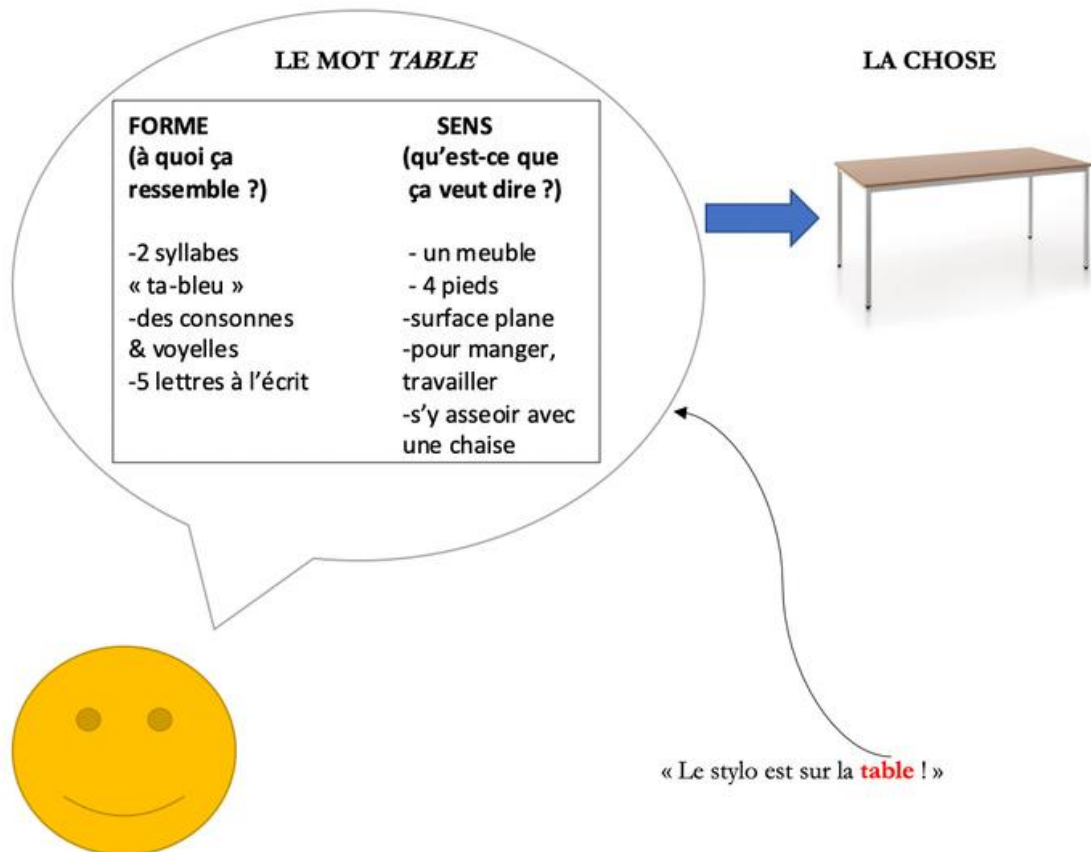 LE MOT TABLE
LA CHOSE
FORME
(à quoi ça
ressemble ?)
-2 syllabes
« ta-bleu »
-des consonnes
& voyelles
-5 lettres à l’écrit
SENS
(qu’est-ce que
ça veut dire ?)
- un meuble
- 4 pieds
-surface plane
-pour manger,
travailler
-s’y asseoir avec
une chaise
« Le stylo est sur la table ! »